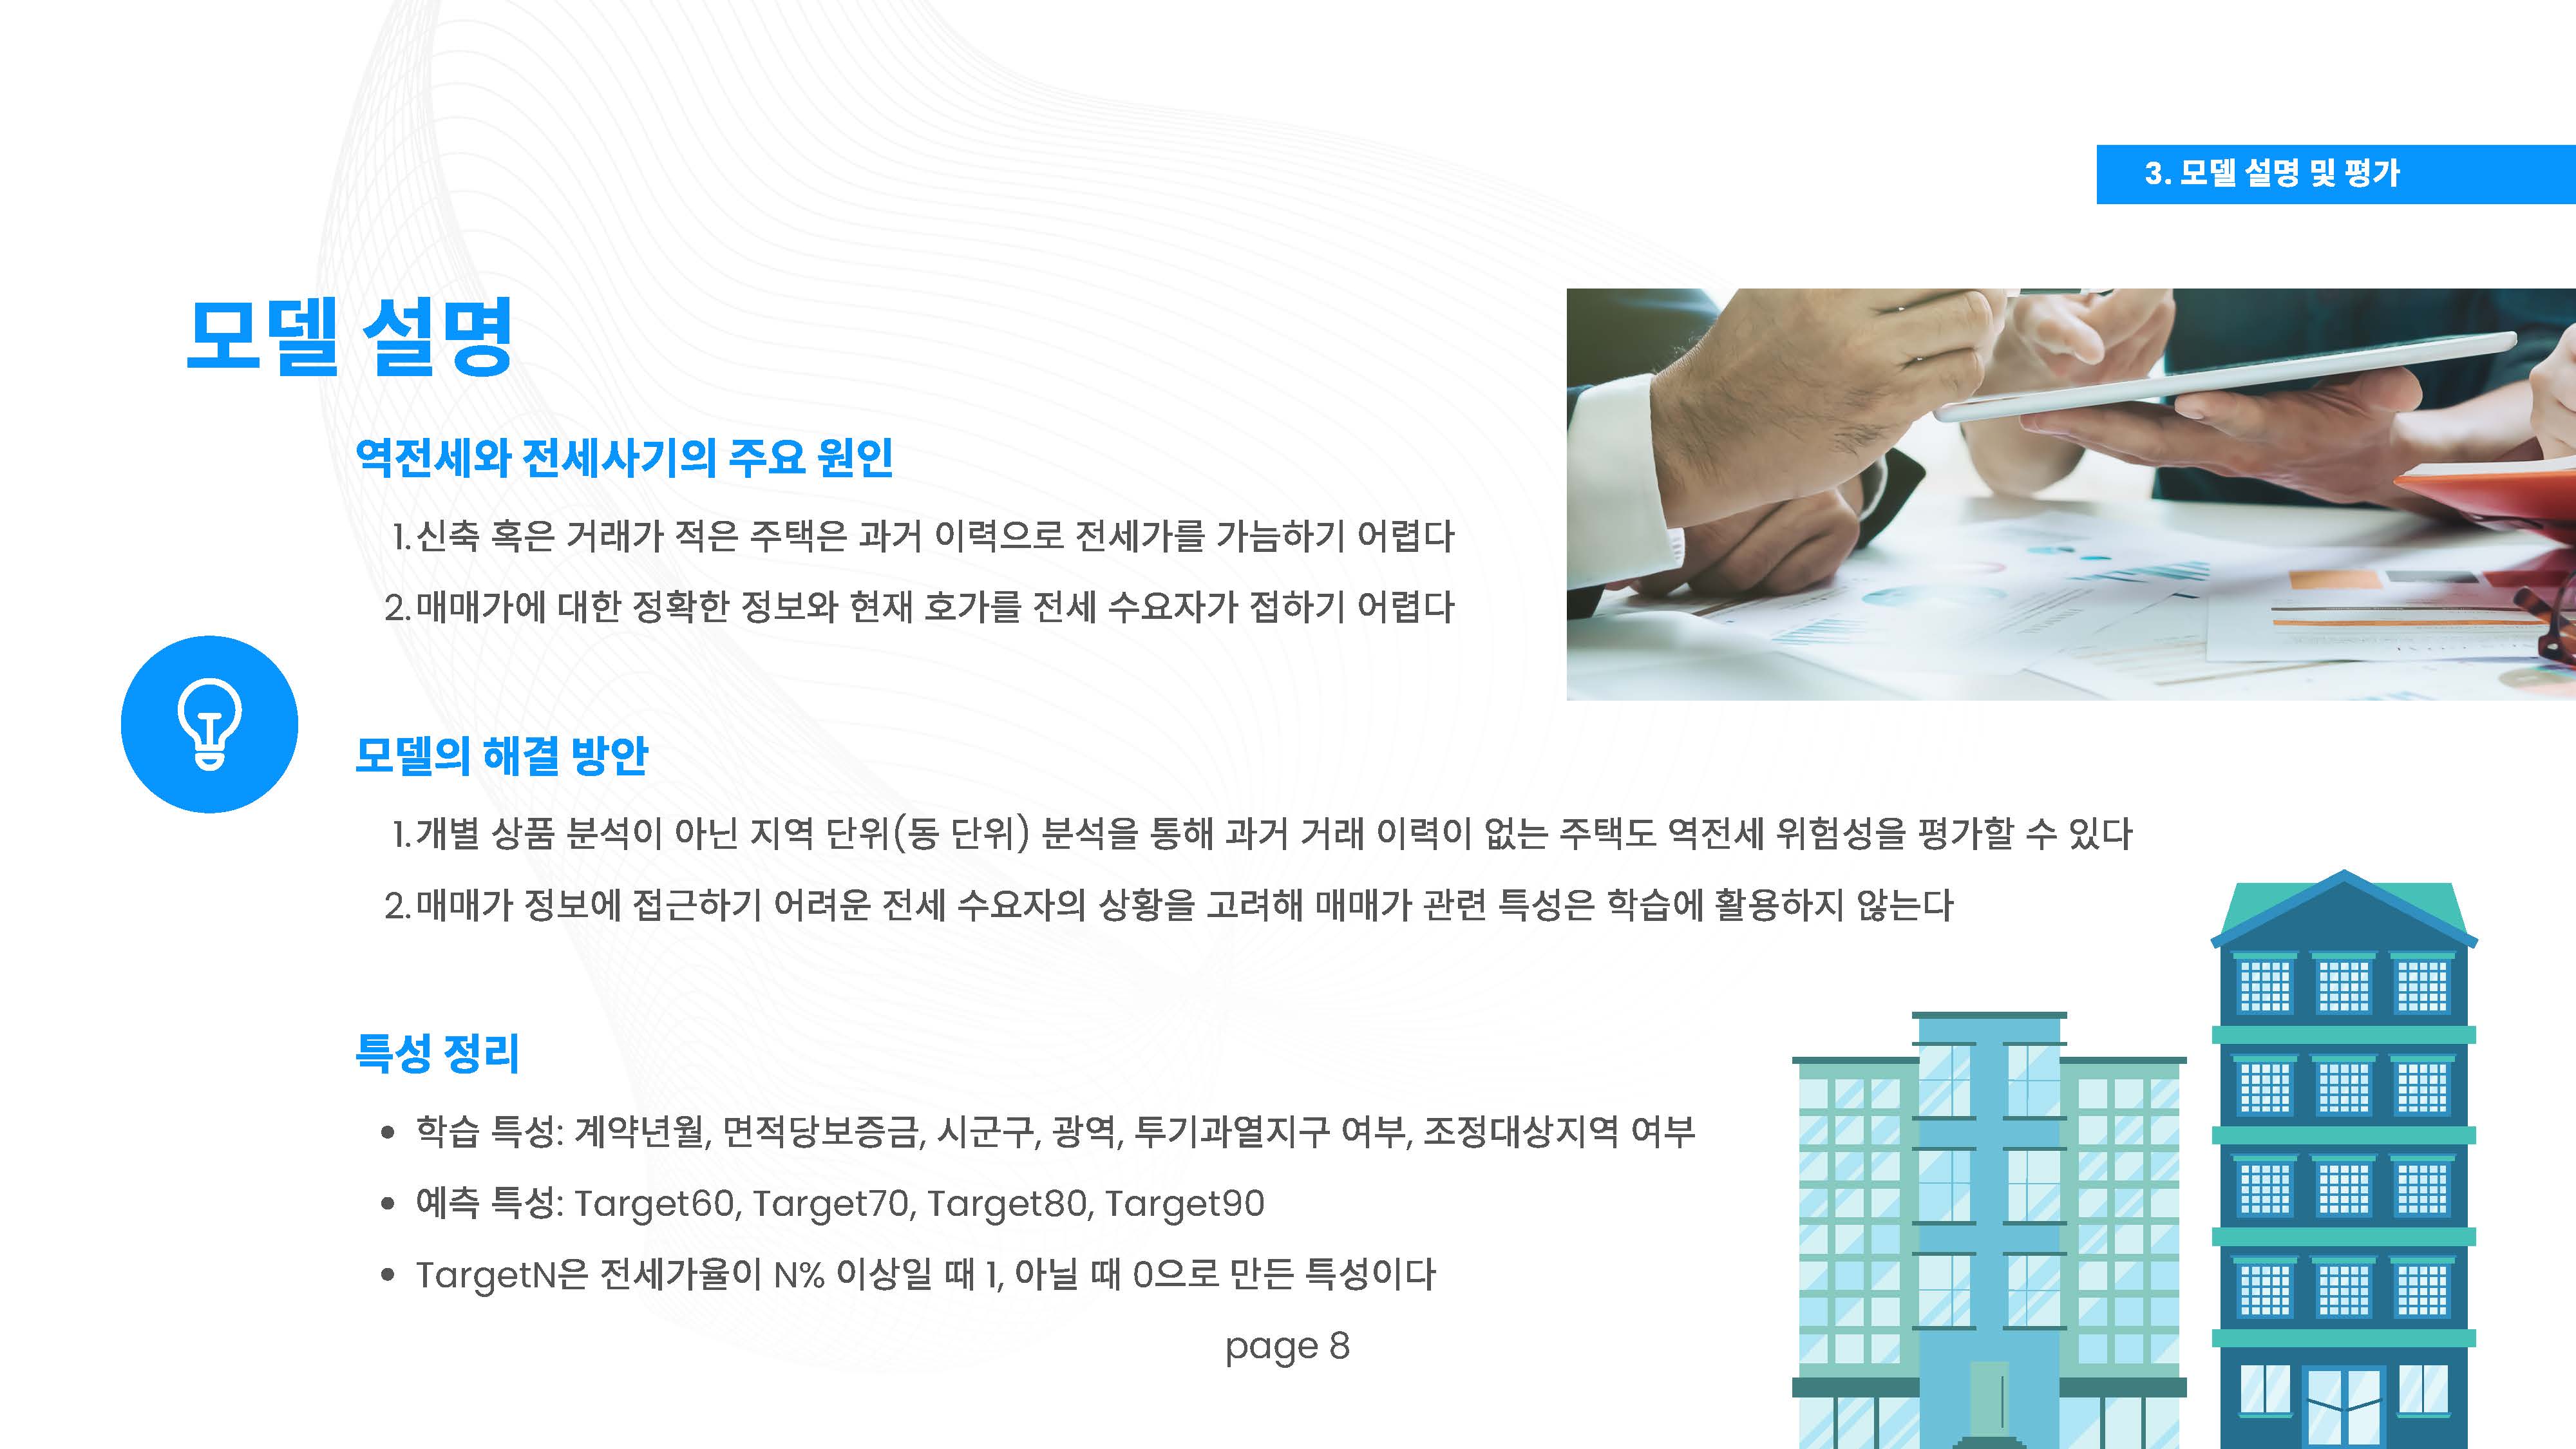 3. 모델 설명 및 평가
모델 설명
역전세와 전세사기의 주요 원인
1. 신축 혹은 거래가 적은 주택은 과거 이력으로 전세가를 가늠하기 어렵다
2. 매매가에 대한 정확한 정보와 현재 호가를 전세 수요자가 접하기 어렵다
모델의 해결 방안
1. 개별 상품 분석이 아닌 지역 단위(동 단위) 분석을 통해 과거 거래 이력이 없는 주택도 역전세 위험성을 평가할 수 있다
2. 매매가 정보에 접근하기 어려운 전세 수요자의 상황을 고려해 매매가 관련 특성은 학습에 활용하지 않는다
특성 정리
• 학습 특성: 계약년월, 면적당보증금, 시군구, 광역, 투기과열지구 여부, 조정대상지역 여부
• 예측 특성: Target60, Target70, Target80, Target90
• TargetN은 전세가율이 N% 이상일 때 1, 아닐 때 0으로 만든 특성이다
page 8